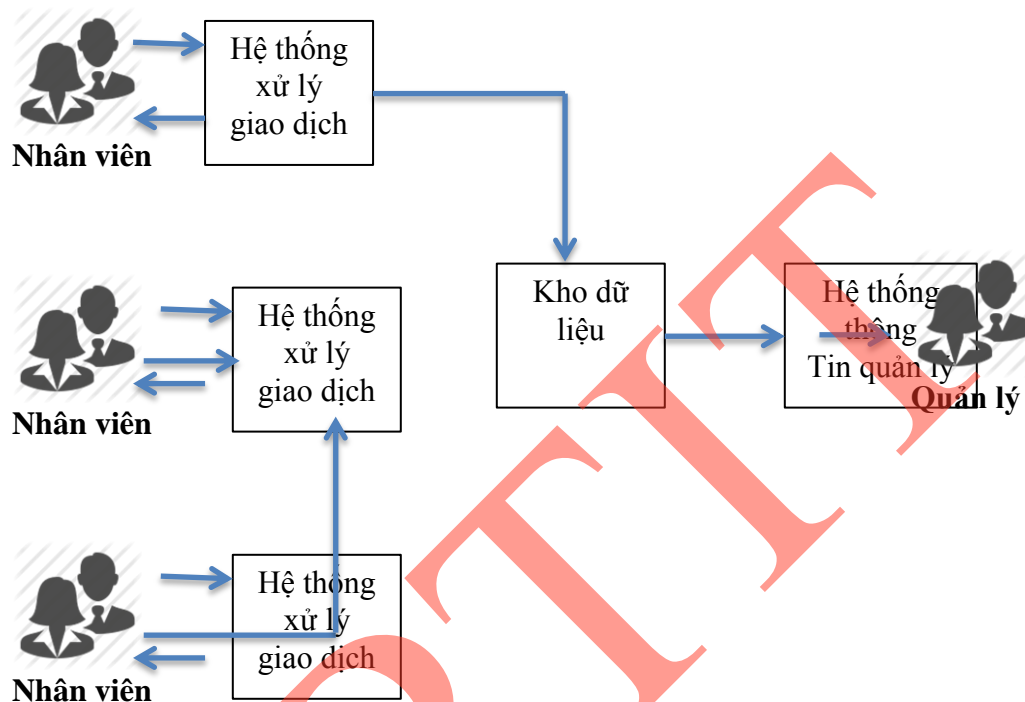 Hệ thống
xử lý
giao dịch
Nhân viên
Hệ thống
xử lý
giao dịch
Nhân viên
Kho dữ
liệu
Hệ thống
thông
Tin quản lý
Quản lý
Hệ thống
xử lý
giao dịch
Nhân viên
PTIT